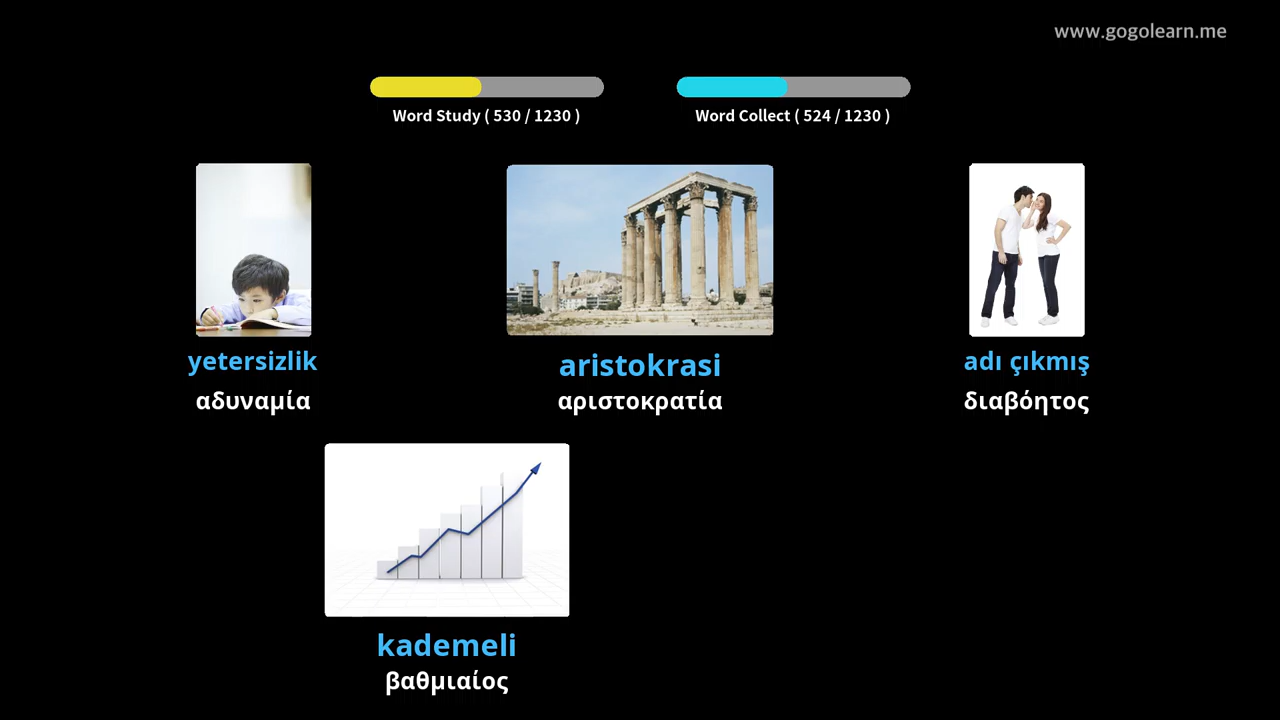 www.gogolearn.me
Word Study ( 530 / 1230 )
Word Collect ( 524 / 1230 )
yetersizlik
αδυναμία
aristokrasi
αριστοκρατία
adı çıkmış
διαβόητος
kademeli
βαθμιαίος